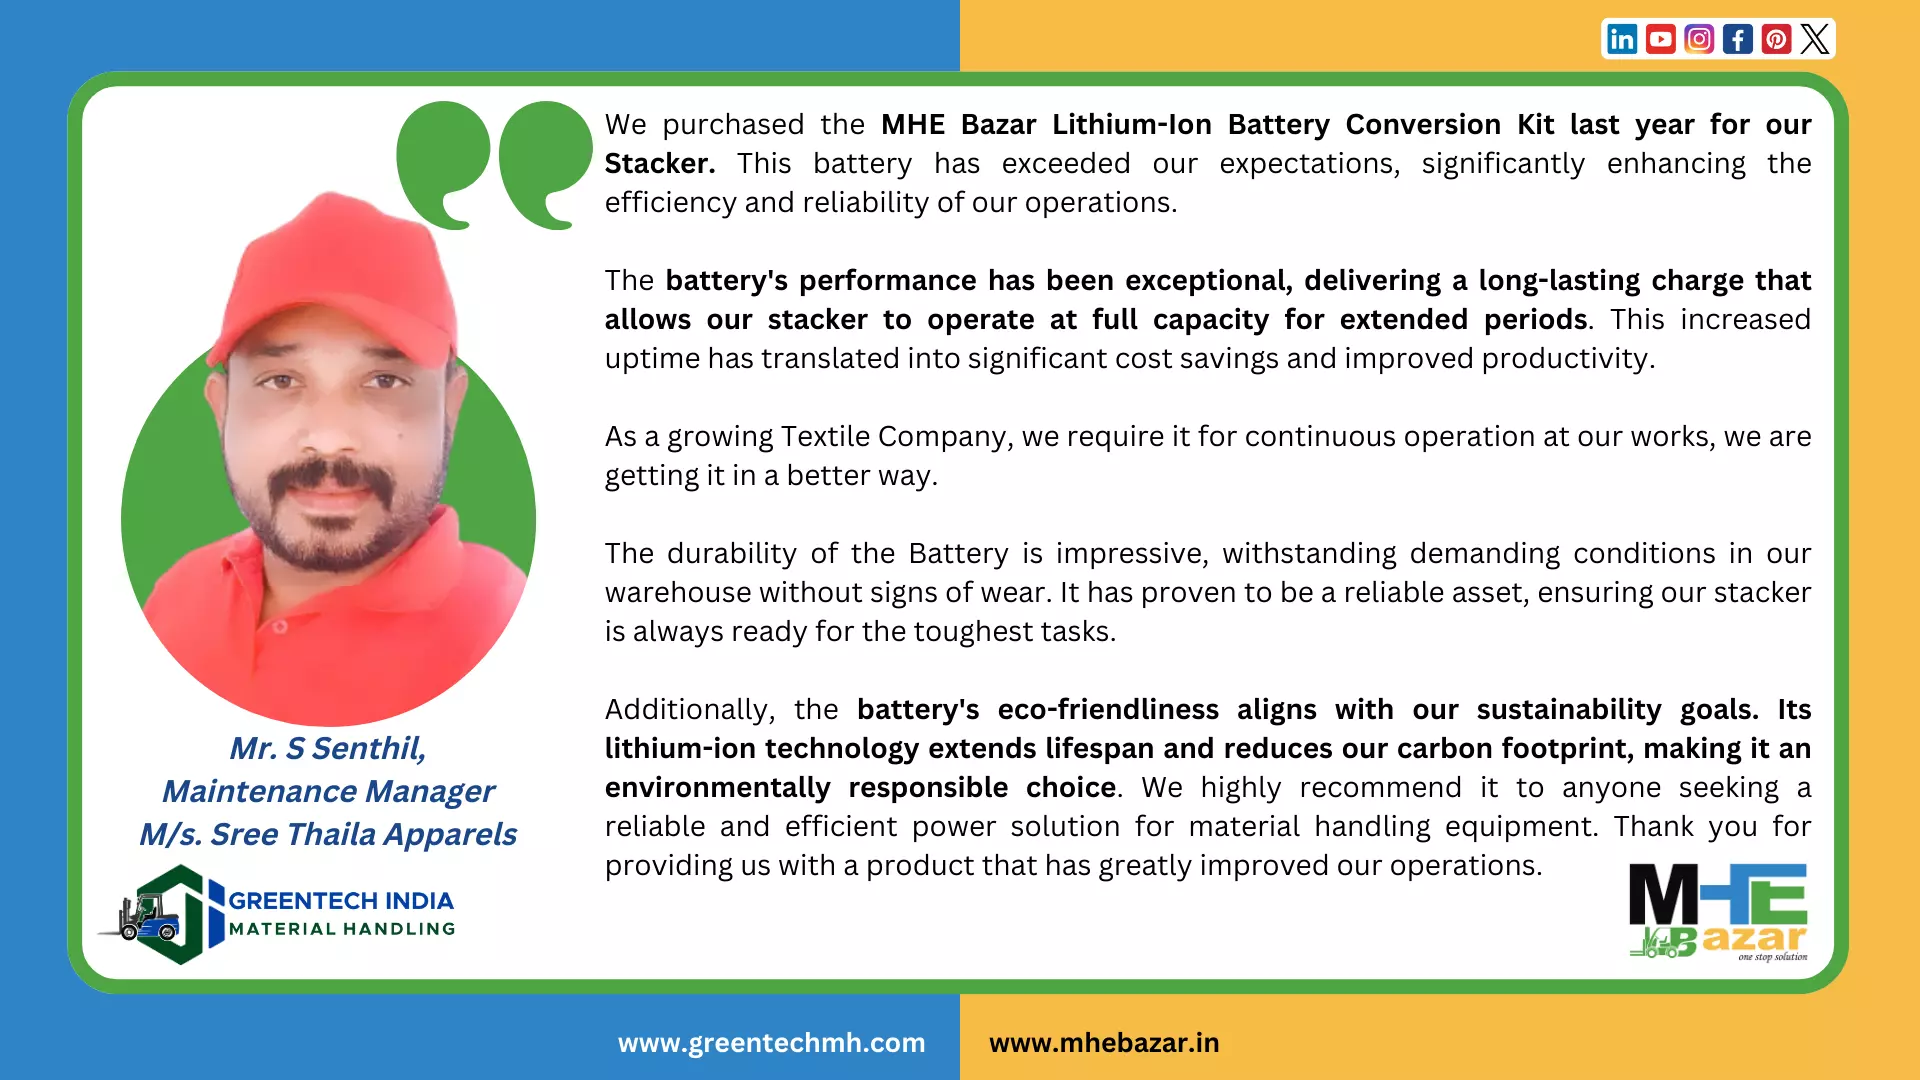 We purchased the MHE Bazar Lithium-Ion Battery Conversion Kit last year for our
Stacker. This battery has exceeded our expectations, significantly enhancing the
efficiency and reliability of our operations.
The battery's performance has been exceptional, delivering a long-lasting charge that
allows our stacker to operate at full capacity for extended periods. This increased
uptime has translated into significant cost savings and improved productivity.
As a growing Textile Company, we require it for continuous operation at our works, we are
getting it in a better way.
The durability of the Battery is impressive, withstanding demanding conditions in our
warehouse without signs of wear. It has proven to be a reliable asset, ensuring our stacker
is always ready for the toughest tasks.
Additionally, the battery's eco-friendliness aligns with our sustainability goals. Its
lithium-ion technology extends lifespan and reduces our carbon footprint, making it an
environmentally responsible choice. We highly recommend it to anyone seeking a
reliable and efficient power solution for material handling equipment. Thank you for
providing us with a product that has greatly improved our operations.
Mr. S Senthil,
Maintenance Manager
M/s. Sree Thaila Apparels
GREENTECH INDIA
MATERIAL HANDLING
MHE
Bazar
one stop solution
www.greentechmh.com
www.mhebazar.in